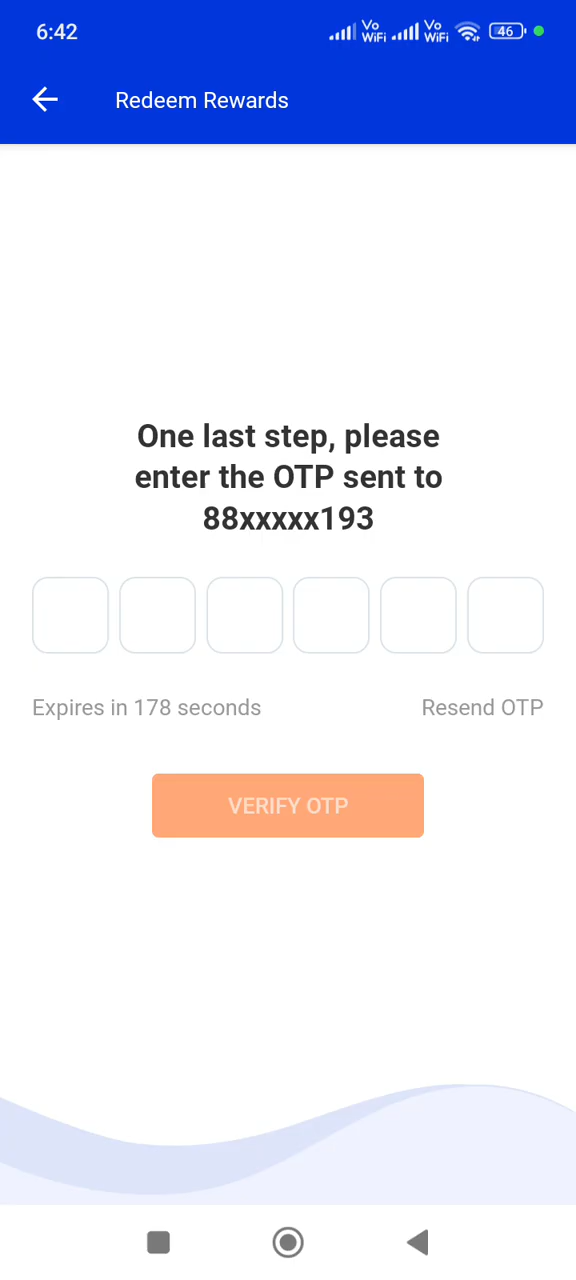 6:42
Vo WiFi
Vo WiFi
46
Redeem Rewards
One last step, please
enter the OTP sent to
88xxxxx193
Expires in 178 seconds
Resend OTP
VERIFY OTP